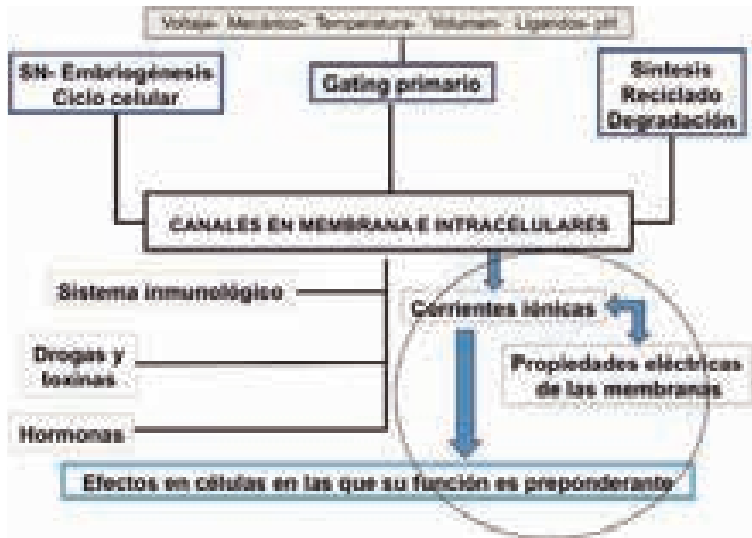 Voltaje- Mecánico- Temperatura- Volumen- Ligandos- pH
SN- Embriogénesis
Ciclo celular
Gating primario
Síntesis
Reciclado
Degradación
CANALES EN MEMBRANA E INTRACELULARES
Sistema inmunológico
Corrientes iónicas
Drogas y
toxinas
Propiedades eléctricas
de las membranas
Hormonas
Efectos en células en las que su función es preponderante